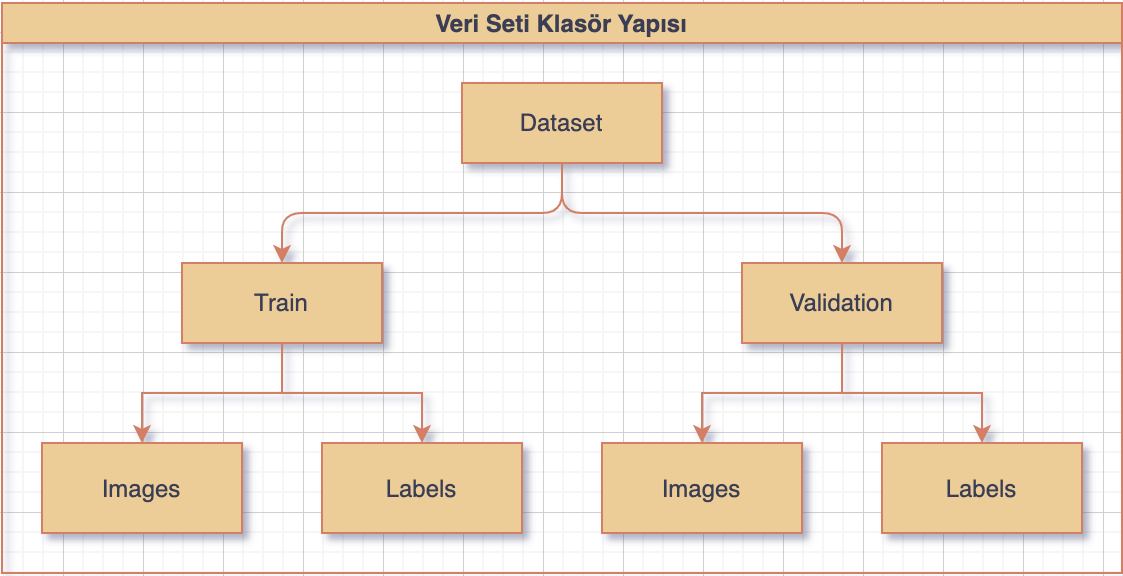 Veri Seti Klasör Yapısı
Dataset
Train
Validation
Images
Labels
Images
Labels